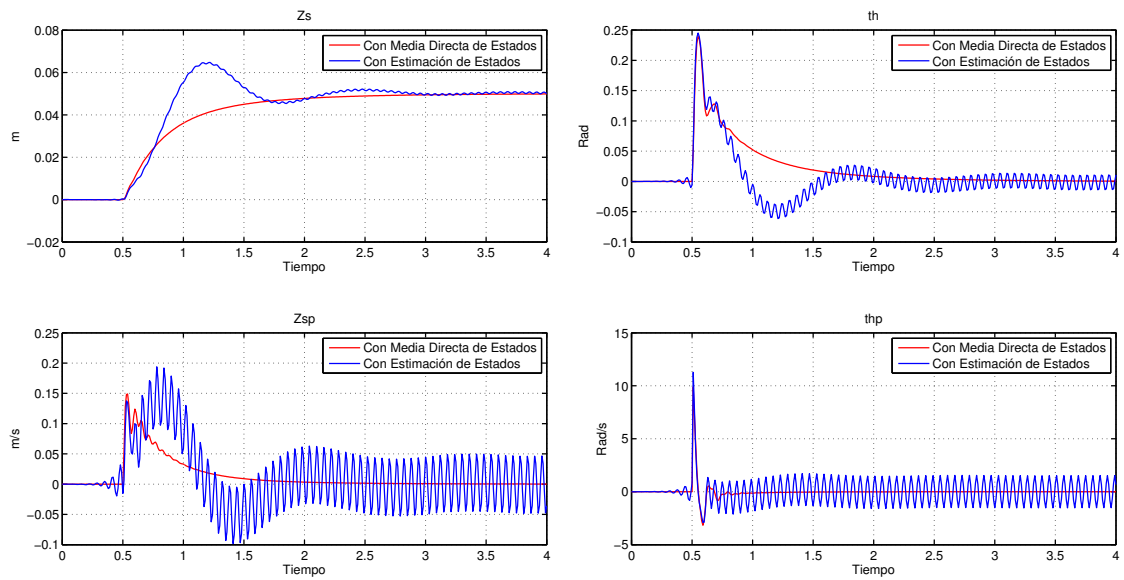 Zs
0.08
0.06
0.04
0.02
0
−0.02
m
0 0.5 1 1.5 2 2.5 3 3.5 4
Tiempo
Con Media Directa de Estados
Con Estimación de Estados
th
0.25
0.2
0.15
0.1
0.05
0
−0.05
−0.1
Rad
0 0.5 1 1.5 2 2.5 3 3.5 4
Tiempo
Con Media Directa de Estados
Con Estimación de Estados
Zsp
0.25
0.2
0.15
0.1
0.05
0
−0.05
−0.1
m/s
0 0.5 1 1.5 2 2.5 3 3.5 4
Tiempo
Con Media Directa de Estados
Con Estimación de Estados
thp
15
10
5
0
−5
Rad/s
0 0.5 1 1.5 2 2.5 3 3.5 4
Tiempo
Con Media Directa de Estados
Con Estimación de Estados